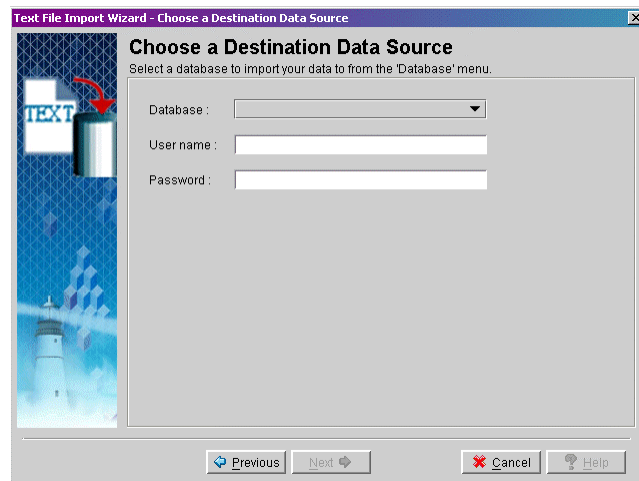 Text File Import Wizard - Choose a Destination Data Source
Choose a Destination Data Source
Select a database to import your data to from the 'Database' menu.
TEXT
Database :
User name :
Password :
Previous
Next
Cancel
Help